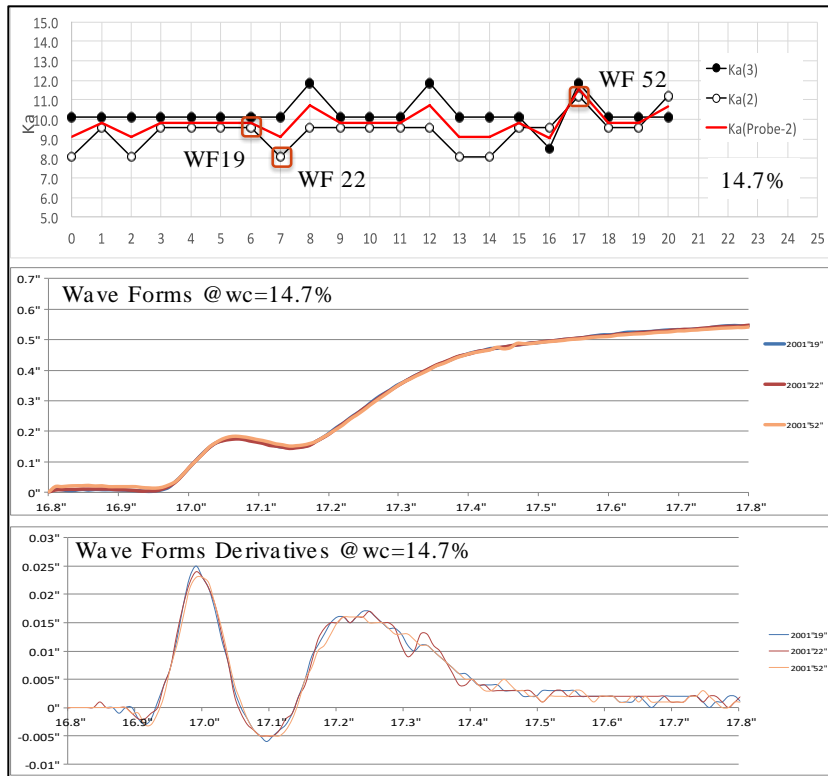 15.0
14.0
13.0
12.0
11.0
10.0
9.0
8.0
7.0
6.0
5.0
Ka
WF 52
WF19
WF 22
Ka(3)
Ka(2)
Ka(Probe-2)
14.7%
0 1 2 3 4 5 6 7 8 9 10 11 12 13 14 15 16 17 18 19 20 21 22 23 24 25
Wave Forms @wc=14.7%
0.7"
0.6"
0.5"
0.4"
0.3"
0.2"
0.1"
0"
16.8" 16.9" 17.0" 17.1" 17.2" 17.3" 17.4" 17.5" 17.6" 17.7" 17.8"
2001"19"
2001"22"
2001"52"
Wave Forms Derivatives @wc=14.7%
0.03"
0.025"
0.02"
0.015"
0.01"
0.005"
0"
-0.005"
-0.01"
16.8" 16.9" 17.0" 17.1" 17.2" 17.3" 17.4" 17.5" 17.6" 17.7" 17.8"
2001"19"
2001"22"
2001"52"